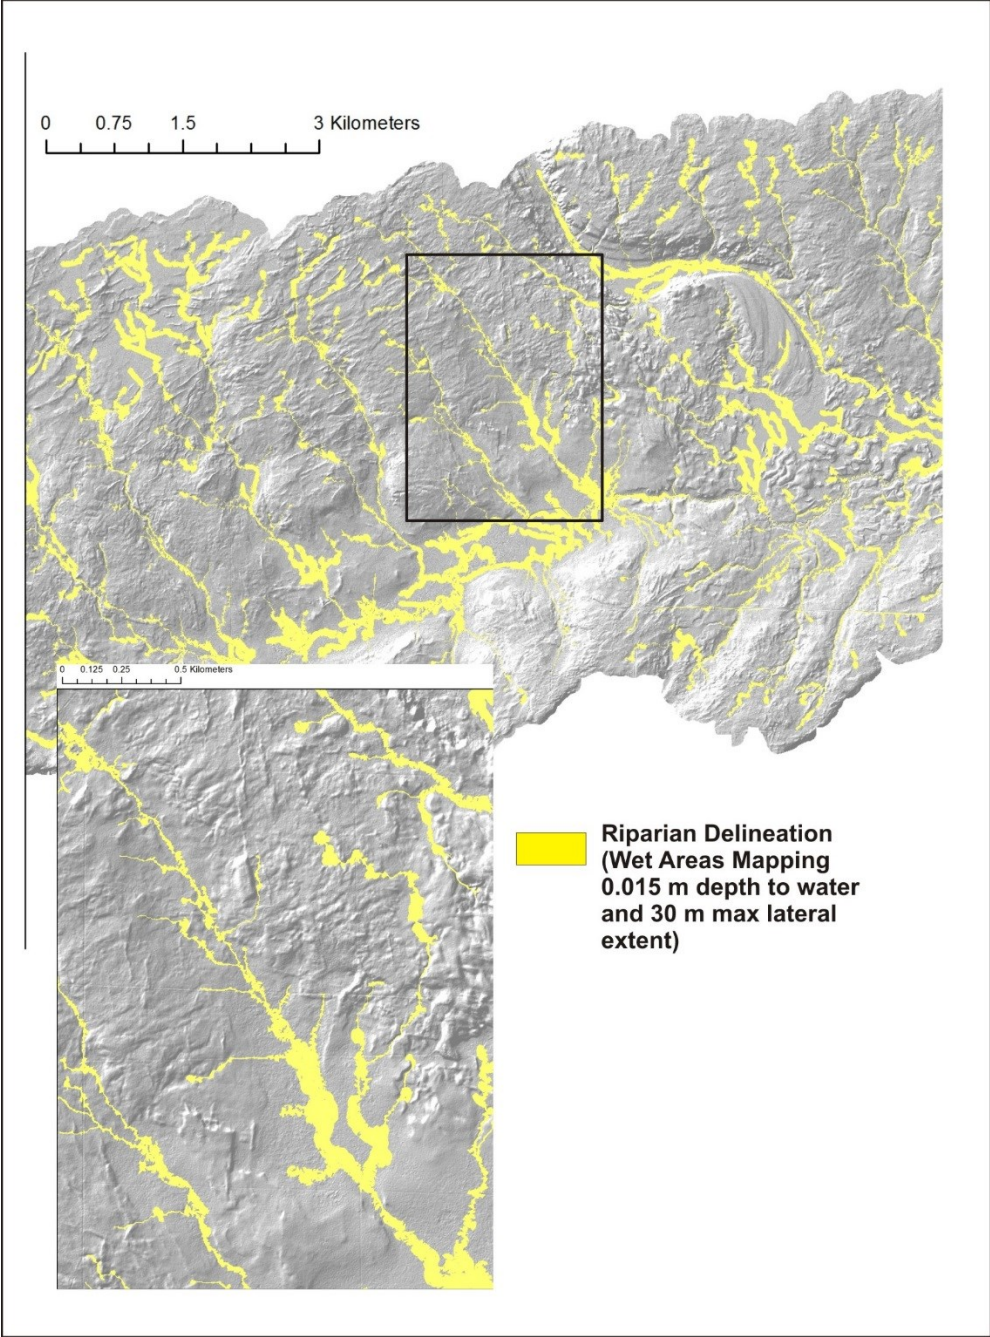 0 0.75 1.5 3 Kilometers
0 0.125 0.25 0.5 Kilometers
Riparian Delineation
(Wet Areas Mapping
0.015 m depth to water
and 30 m max lateral
extent)